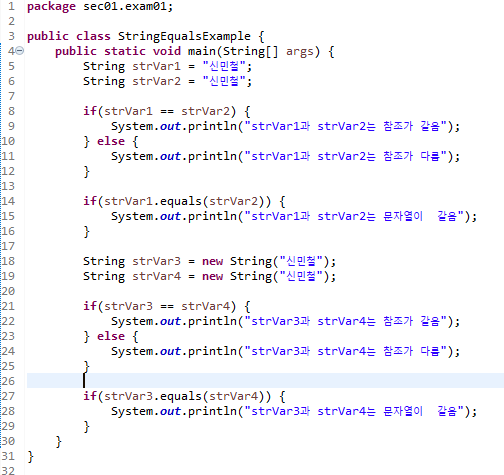 1 package sec01.exam01;
2
3 public class StringEqualsExample {
4     public static void main(String[] args) {
5         String strVar1 = "신민철";
6         String strVar2 = "신민철";
7
8         if(strVar1 == strVar2) {
9             System.out.println("strVar1과 strVar2는 참조가 같음");
10         } else {
11             System.out.println("strVar1과 strVar2는 참조가 다름");
12         }
13
14         if(strVar1.equals(strVar2)) {
15             System.out.println("strVar1과 strVar2는 문자열이  같음");
16         }
17
18         String strVar3 = new String("신민철");
19         String strVar4 = new String("신민철");
20
21         if(strVar3 == strVar4) {
22             System.out.println("strVar3과 strVar4는 참조가 같음");
23         } else {
24             System.out.println("strVar3과 strVar4는 참조가 다름");
25         }
26
27         if(strVar3.equals(strVar4)) {
28             System.out.println("strVar3과 strVar4는 문자열이  같음");
29         }
30     }
31 }
32